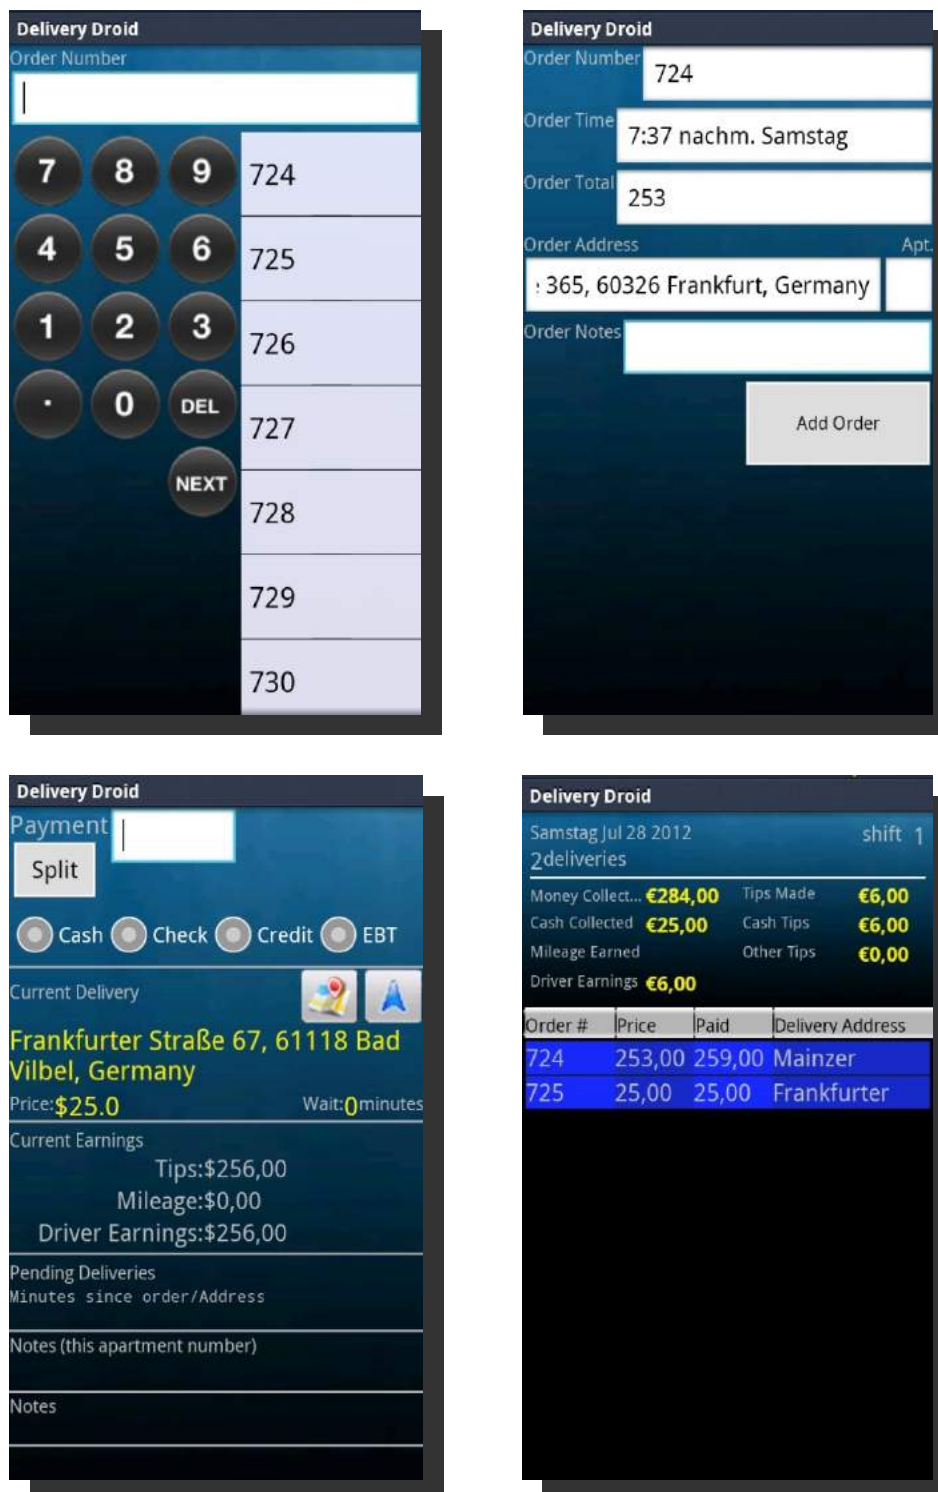 Delivery Droid
Order Number
7 8 9
4 5 6
1 2 3
. 0 DEL
NEXT
724
725
726
727
728
729
730
Delivery Droid
Order Number 724
Order Time 7:37 nachm. Samstag
Order Total 253
Order Address Apt.
365, 60326 Frankfurt, Germany
Order Notes
Add Order
Delivery Droid
Payment
Split
Cash Check Credit EBT
Current Delivery
Frankfurter Straße 67, 61118 Bad
Vilbel, Germany
Price:$25.0 Wait:0minutes
Current Earnings
Tips:$256,00
Mileage:$0,00
Driver Earnings:$256,00
Pending Deliveries
Minutes since order/Address
Notes (this apartment number)
Notes
Delivery Droid
Samstag Jul 28 2012 shift 1
2deliveries
Money Collect... €284,00 Tips Made €6,00
Cash Collected €25,00 Cash Tips €6,00
Mileage Earned Other Tips €0,00
Driver Earnings €6,00
Order # Price Paid Delivery Address
724 253,00 259,00 Mainzer
725 25,00 25,00 Frankfurter